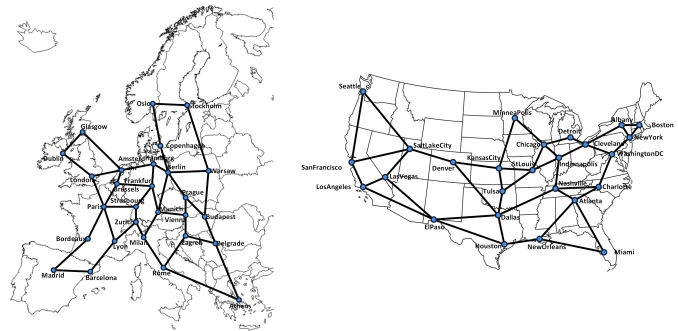 Oslo
Stockholm
Glasgow
Copenhagen
Dublin
Amsterdam
Hamburg
Berlin
Warsaw
London
Brussels
Frankfurt
Prague
Paris
Strasbourg
Munich
Vienna
Budapest
Zurich
Bordeaux
Lyon
Milan
Zagreb
Belgrade
Madrid
Barcelona
Rome
Athens
Seattle
MinneaPolis
Albany
Boston
Detroit
NewYork
Chicago
Cleveland
SaltLakeCity
KansasCity
Indianapolis
WashingtonDC
SanFrancisco
Denver
StLouis
LasVegas
LosAngeles
Tulsa
Nashville
Charlotte
Atlanta
ElPaso
Dallas
Houston
NewOrleans
Miami